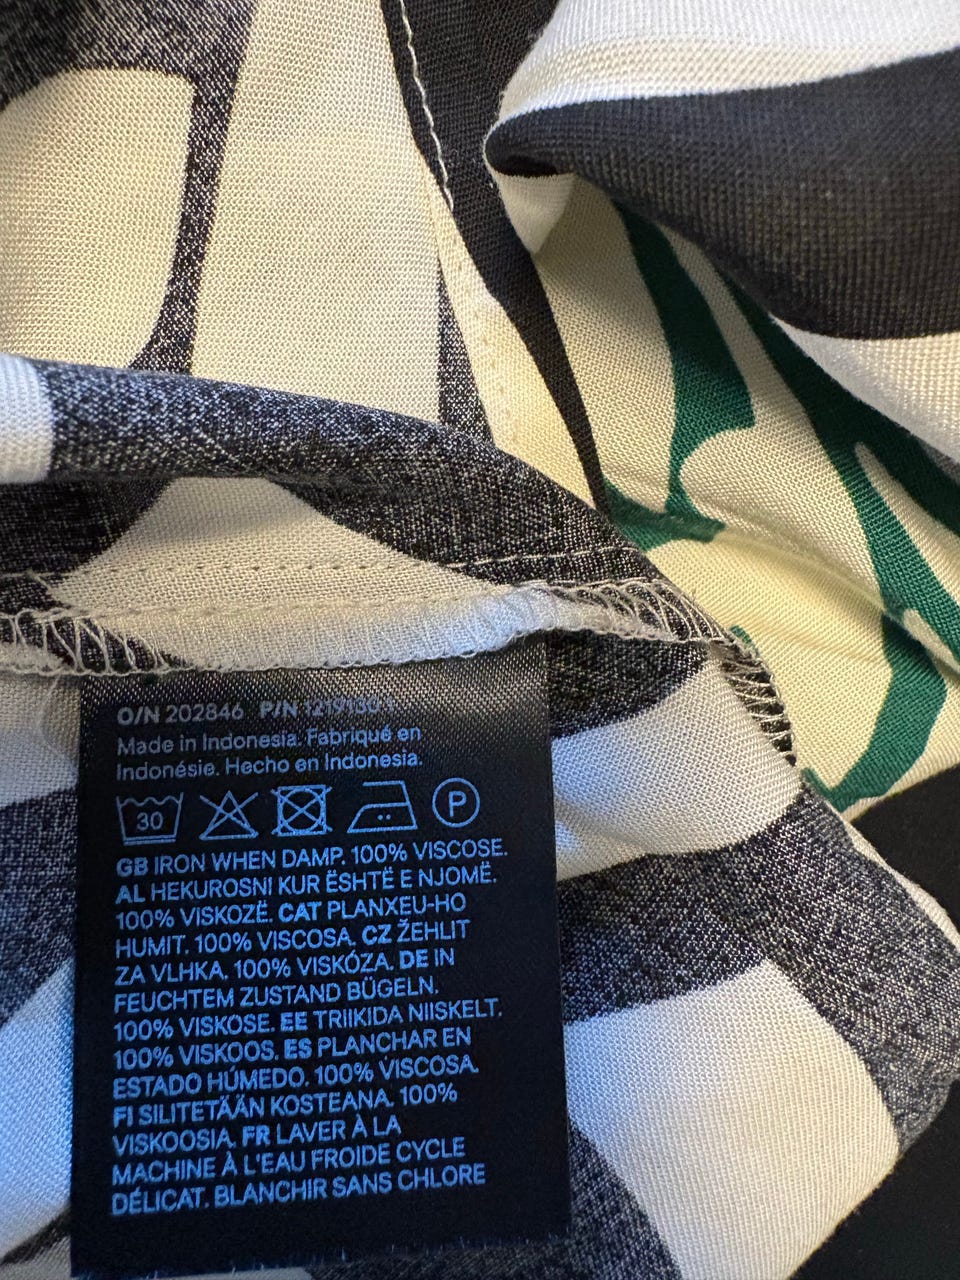 O/N 202846 P/N
Made in Indonesia. Fabriqué en
Indonésie. Hecho en Indonesia.
30 P
GB IRON WHEN DAMP. 100% VISCOSE.
AL HEKUROSNI KUR ËSHTË E NJOMË.
100% VISKOZË. CAT PLANXEU-HO
HUMIT. 100% VISCOSA. CZ ŽEHLIT
ZA VLHKA. 100% VISKÓZA. DE IN
FEUCHTEM ZUSTAND BÜGELN.
100% VISKOSE. EE TRIIKIDA NIISKELT.
100% VISKOOS. ES PLANCHAR EN
ESTADO HÚMEDO. 100% VISCOSA.
FI SILITETÄÄN KOSTEANA. 100%
VISKOOSIA. FR LAVER À LA
MACHINE À L'EAU FROIDE CYCLE
DÉLICAT. BLANCHIR SANS CHLORE